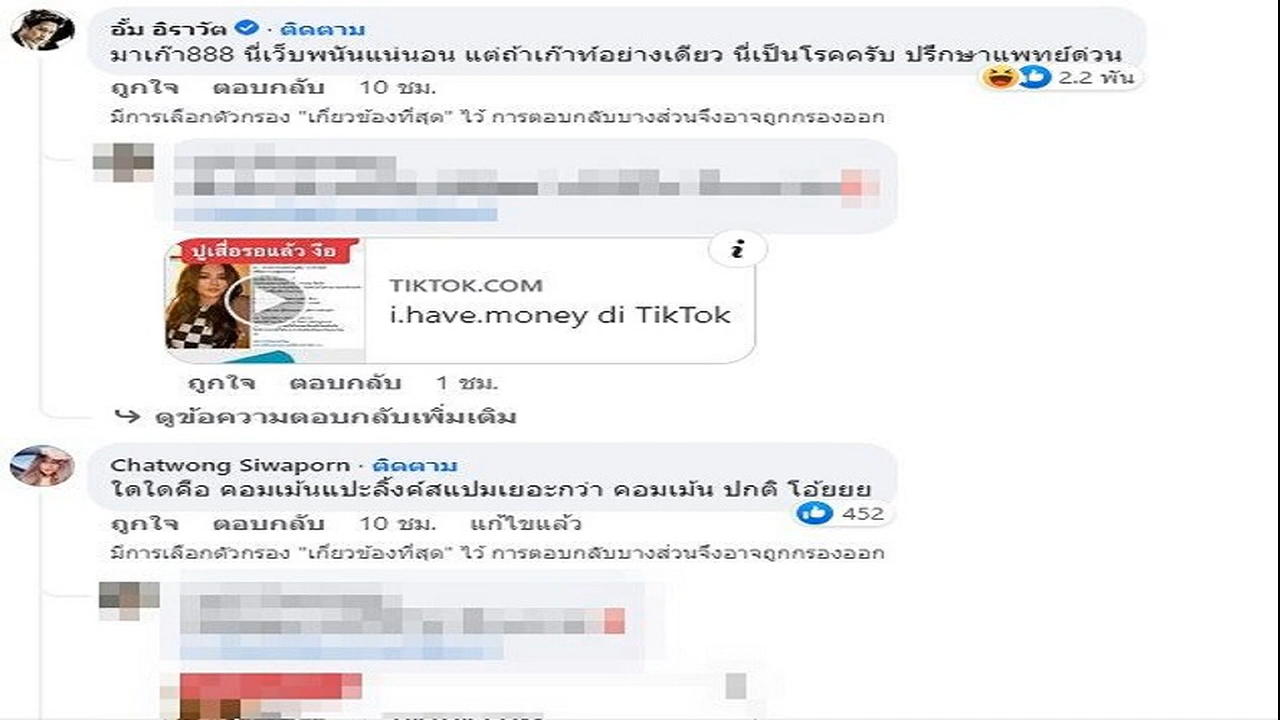 อั้ม อิราวัต · ติดตาม
มาเก๊า888 นี่เว็บพนันแน่นอน แต่ถ้าเก๊าท์อย่างเดียว นี่เป็นโรคครับ ปรึกษาแพทย์ด่วน
2.2 พัน
ถูกใจ ตอบกลับ 10 ชม.
มีการเลือกตัวกรอง "เกี่ยวข้องที่สุด" ไว้ การตอบกลับบางส่วนจึงอาจถูกกรองออก
ปูเสื่อรอแล้ว งือ
TIKTOK.COM
i.have.money di TikTok
ถูกใจ ตอบกลับ 1 ชม.
ดูข้อความตอบกลับเพิ่มเติม
Chatwong Siwaporn · ติดตาม
ใดใดคือ คอมเม้นแปะลิ้งค์สแปมเยอะกว่า คอมเม้น ปกติ โอ้ยยย
452
ถูกใจ ตอบกลับ 10 ชม. แก้ไขแล้ว
มีการเลือกตัวกรอง "เกี่ยวข้องที่สุด" ไว้ การตอบกลับบางส่วนจึงอาจถูกกรองออก